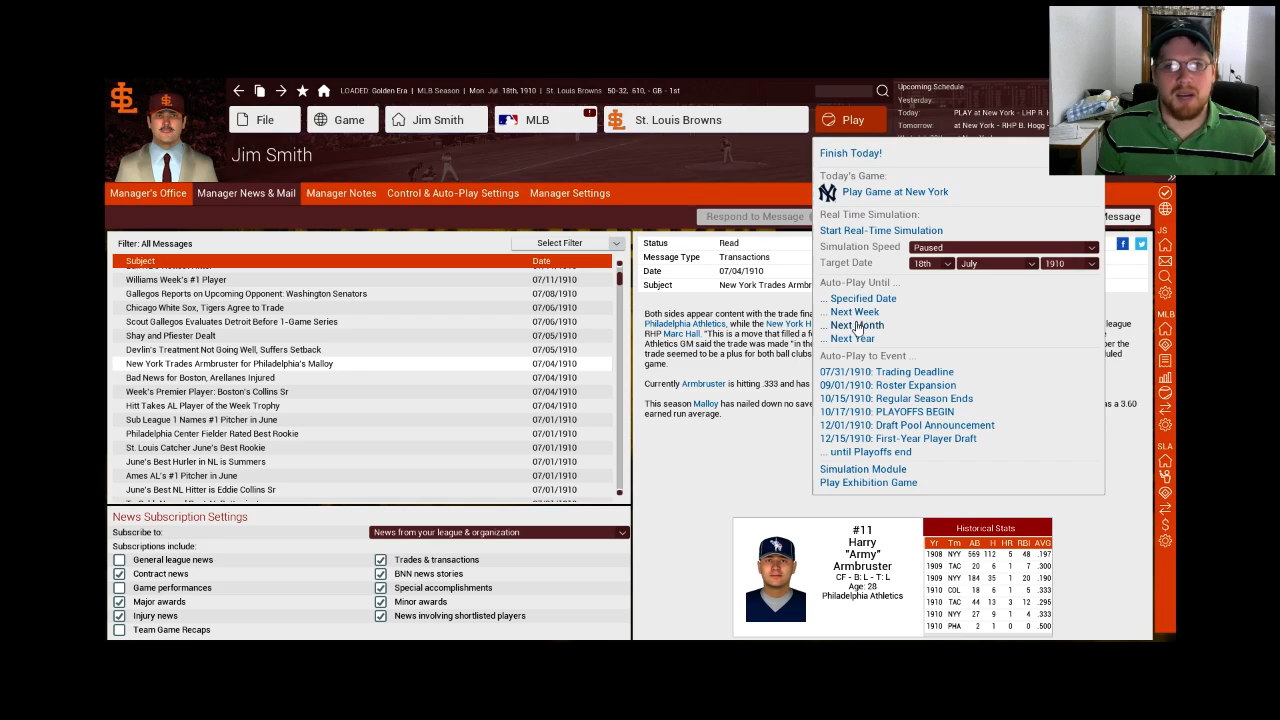 LOADED: Golden Era | MLB Season | Mon. Jul. 18th, 1910 | St. Louis Browns 50-32, .610, - GB - 1st
Upcoming Schedule
Yesterday:
Today: PLAY at New York - LHP R.
Tomorrow: at New York - RHP B. Hogg -
File
Game
Jim Smith
MLB
St. Louis Browns
Play
Jim Smith
Manager's Office
Manager News & Mail
Manager Notes
Control & Auto-Play Settings
Manager Settings
Respond to Message
Message
Finish Today!
Today's Game:
Play Game at New York
Real Time Simulation:
Start Real-Time Simulation
Simulation Speed Paused
Target Date 18th July 1910
Auto-Play Until ...
... Specified Date
... Next Week
... Next Month
... Next Year
Auto-Play to Event ...
07/31/1910: Trading Deadline
09/01/1910: Roster Expansion
10/15/1910: Regular Season Ends
10/17/1910: PLAYOFFS BEGIN
12/01/1910: Draft Pool Announcement
12/15/1910: First-Year Player Draft
... until Playoffs end
Simulation Module
Play Exhibition Game
Filter: All Messages
Select Filter
Subject Date
Williams Week's #1 Player 07/11/1910
Gallegos Reports on Upcoming Opponent: Washington Senators 07/08/1910
Chicago White Sox, Tigers Agree to Trade 07/06/1910
Scout Gallegos Evaluates Detroit Before 1-Game Series 07/06/1910
Shay and Pfiester Dealt 07/05/1910
Devlin's Treatment Not Going Well, Suffers Setback 07/05/1910
New York Trades Armbruster for Philadelphia's Malloy 07/04/1910
Bad News for Boston, Arellanes Injured 07/04/1910
Week's Premier Player: Boston's Collins Sr 07/04/1910
Hitt Takes AL Player of the Week Trophy 07/04/1910
Sub League 1 Names #1 Pitcher in June 07/01/1910
Philadelphia Center Fielder Rated Best Rookie 07/01/1910
St. Louis Catcher June's Best Rookie 07/01/1910
June's Best Hurler in NL is Summers 07/01/1910
Ames AL's #1 Pitcher in June 07/01/1910
June's Best NL Hitter is Eddie Collins Sr 07/01/1910
Status Read
Message Type Transactions
Date 07/04/1910
Subject New York Trades Armbr
Both sides appear content with the trade fina
Philadelphia Athletics, while the New York H league
RHP Marc Hall. "This is a move that filled a f
Athletics GM said the trade was made "in the per the
trade seemed to be a plus for both ball clubs. scheduled
game.
Currently Armbruster is hitting .333 and has
This season Malloy has nailed down no save as a 3.60
earned run average.
News Subscription Settings
Subscribe to: News from your league & organization
Subscriptions include:
General league news
Trades & transactions
Contract news
BNN news stories
Game performances
Special accomplishments
Major awards
Minor awards
Injury news
News involving shortlisted players
Team Game Recaps
#11
Harry
"Army"
Armbruster
CF - B: L - T: L
Age: 28
Philadelphia Athletics
Historical Stats
Yr Tm AB H HR RBI AVG
1908 NYY 569 112 5 48 .197
1909 TAC 20 6 1 7 .300
1909 NYY 184 35 1 20 .190
1910 COL 18 6 1 5 .333
1910 TAC 44 13 3 12 .295
1910 NYY 27 9 1 4 .333
1910 PHA 2 1 0 0 .500
JS
MLB
SLA